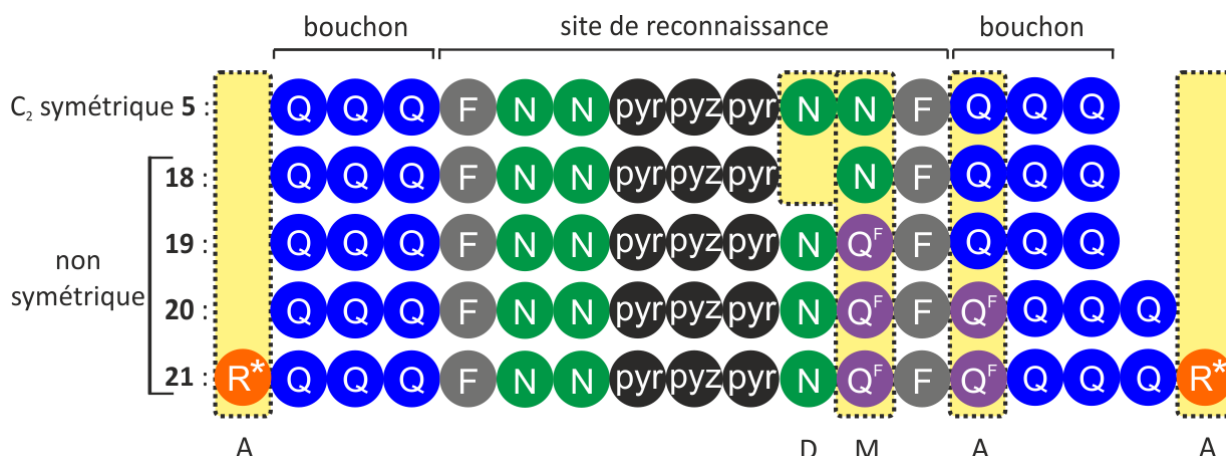 bouchon site de reconnaissance bouchon
C₂ symétrique 5 : Q Q Q F N N pyr pyz pyr N N F Q Q Q
18 : Q Q Q F N N pyr pyz pyr N F Q Q Q
19 : Q Q Q F N N pyr pyz pyr N Qᶠ F Q Q Q
non
symétrique
20 : Q Q Q F N N pyr pyz pyr N Qᶠ F Qᶠ Q Q Q
21 : R* Q Q Q F N N pyr pyz pyr N Qᶠ F Qᶠ Q Q Q R*
A D M A A